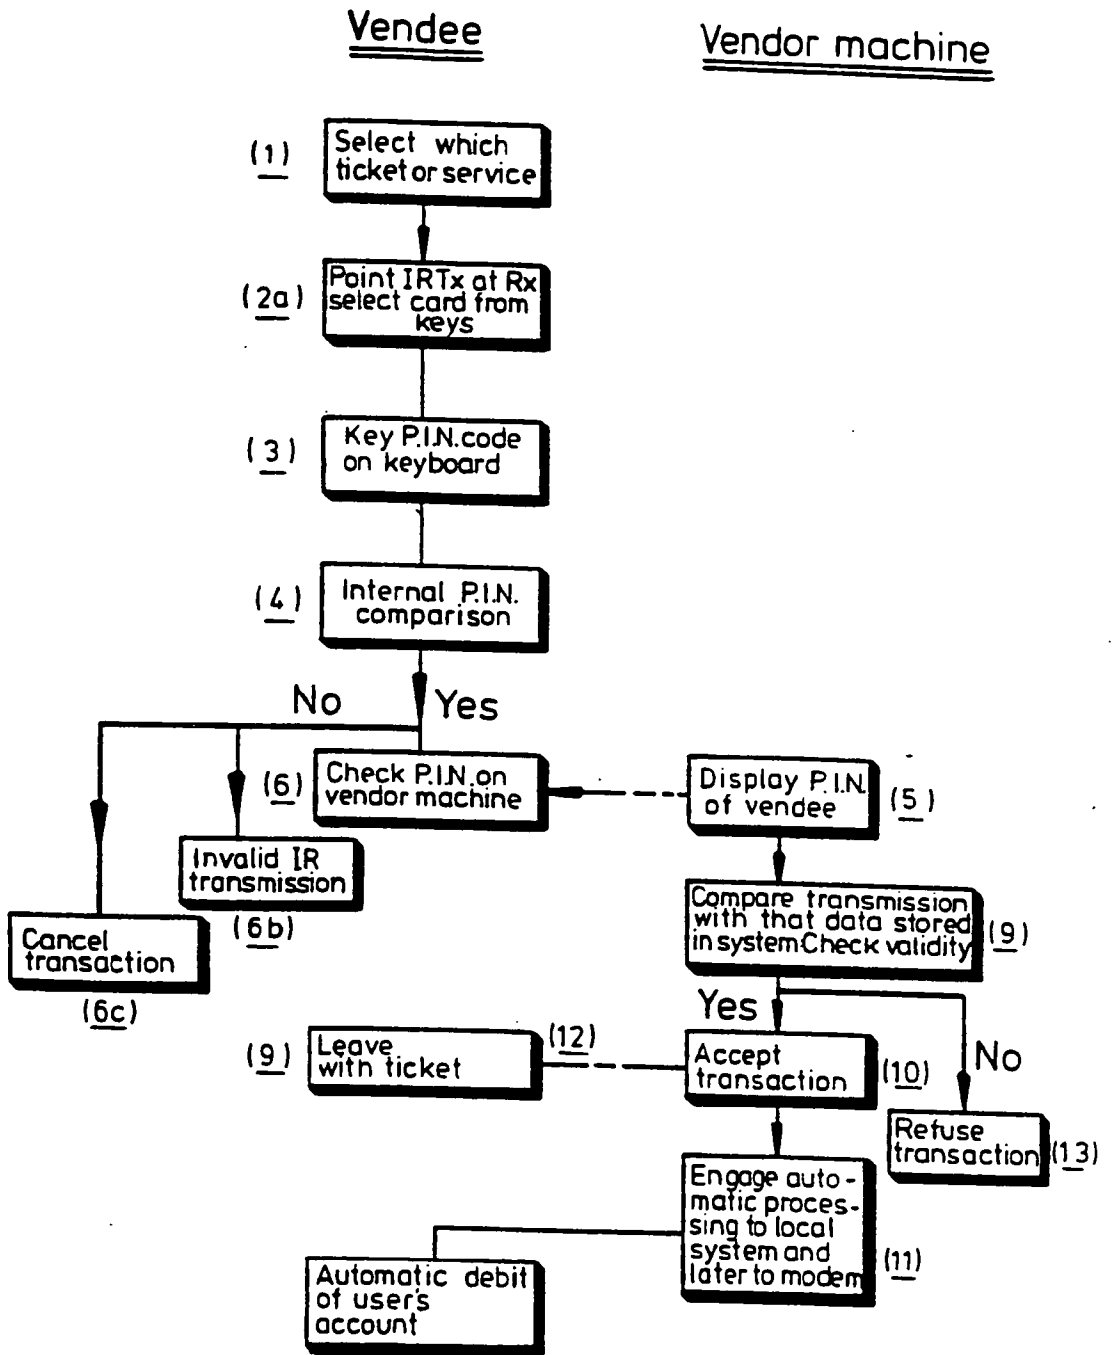 Vendee
Vendor machine
(1)
Select which
ticket or service
(2a)
Point IRTx at Rx
select card from
keys
(3)
Key P.I.N. code
on keyboard
(4)
Internal P.I.N.
comparison
No
Yes
(6)
Check P.I.N. on
vendor machine
Display P.I.N.
of vendee
(5)
Invalid IR
transmission
(6b)
Cancel
transaction
(6c)
Compare transmission
with that data stored
in system.Check validity
(9)
Yes
No
(9)
Leave
with ticket
(12)
Accept
transaction
(10)
Refuse
transaction
(13)
Engage auto-
matic proces-
sing to local
system and
later to modem
(11)
Automatic debit
of user's
account